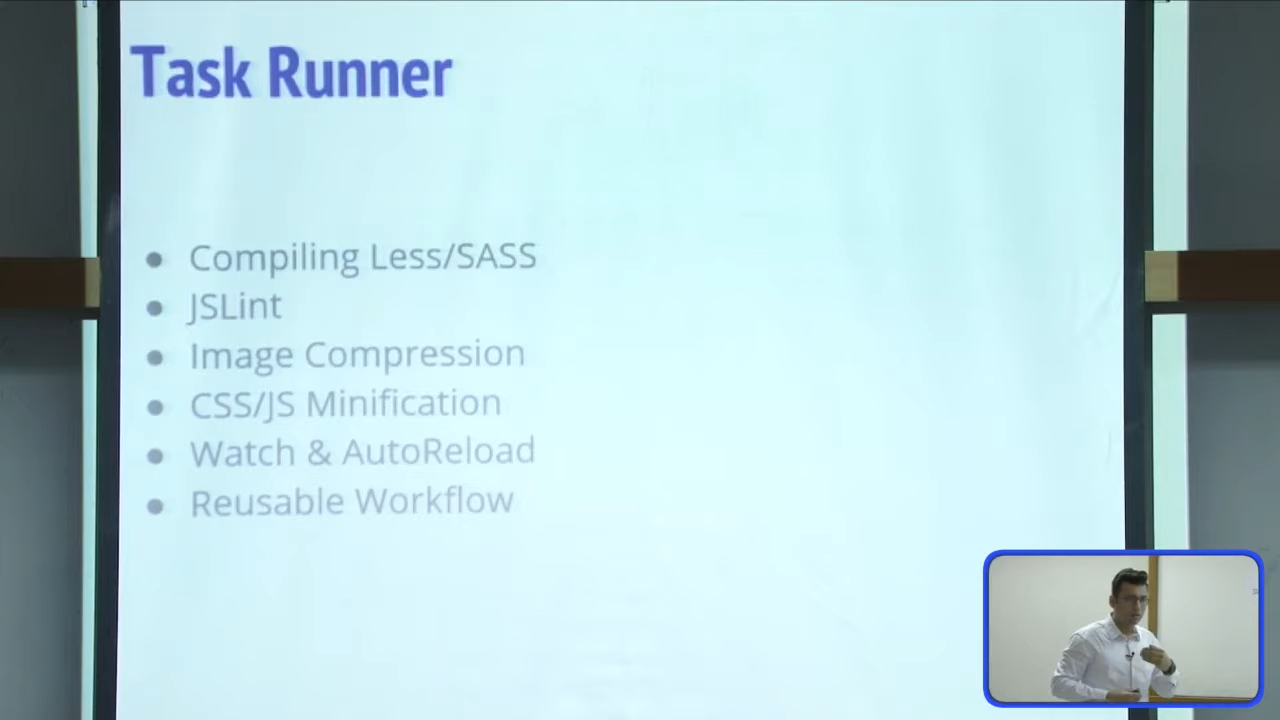 Task Runner
● Compiling Less/SASS
● JSLint
● Image Compression
● CSS/JS Minification
● Watch & AutoReload
● Reusable Workflow